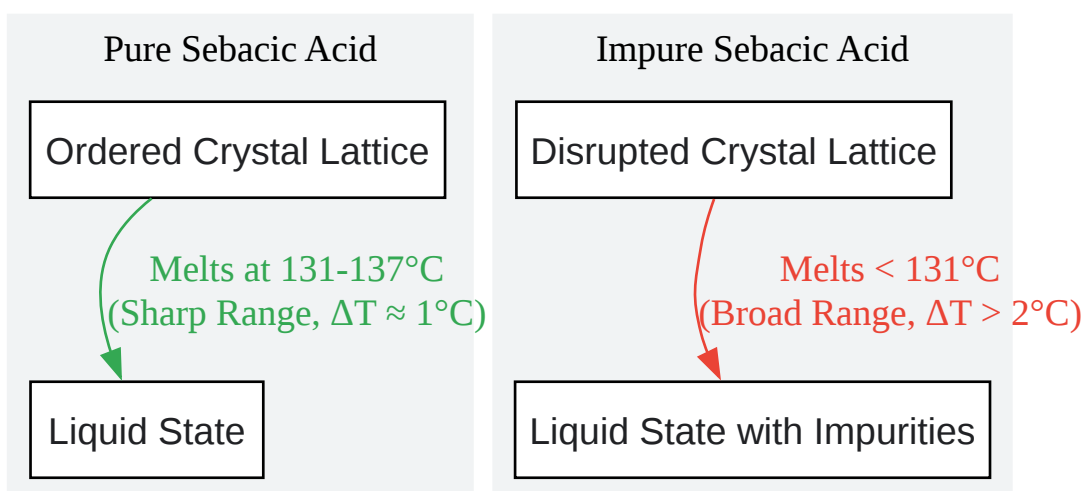 Pure Sebacic Acid
Ordered Crystal Lattice
Melts at 131-137°C
(Sharp Range, ΔT ≈ 1°C)
Liquid State
Impure Sebacic Acid
Disrupted Crystal Lattice
Melts < 131°C
(Broad Range, ΔT > 2°C)
Liquid State with Impurities